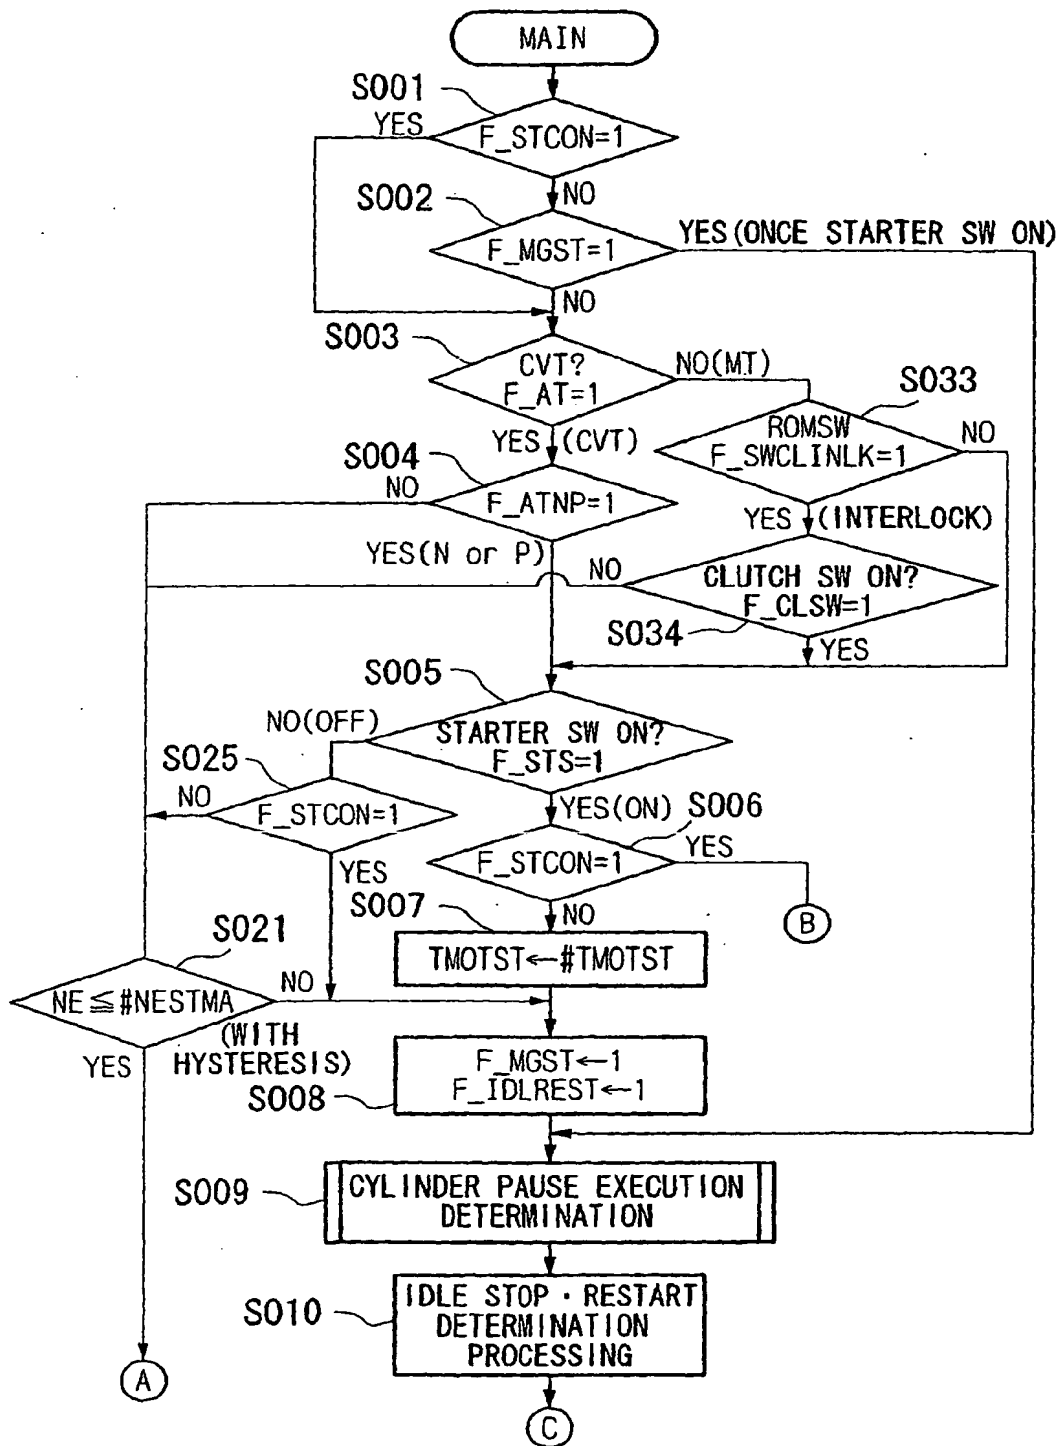 MAIN
S001
YES
F_STCON=1
NO
S002
F_MGST=1
YES(ONCE STARTER SW ON)
NO
S003
CVT?
F_AT=1
NO(MT)
S033
ROMSW
F_SWCLINLK=1
NO
YES (CVT)
S004
NO
F_ATNP=1
YES (INTERLOCK)
YES(N or P)
NO
CLUTCH SW ON?
F_CLSW=1
S034
YES
S005
NO(OFF)
STARTER SW ON?
F_STS=1
S025
NO
F_STCON=1
YES(ON)
S006
F_STCON=1
YES
YES
B
S007
NO
TMOTST←#TMOTST
S021
NE≦#NESTMA
NO
(WITH
HYSTERESIS)
YES
F_MGST←1
F_IDLREST←1
S008
S009
CYLINDER PAUSE EXECUTION
DETERMINATION
S010
IDLE STOP・RESTART
DETERMINATION
PROCESSING
A
C